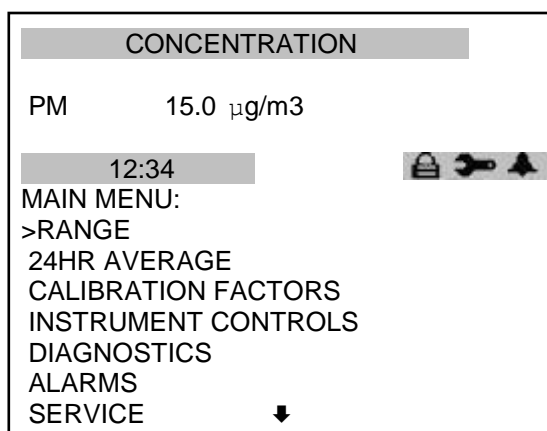 CONCENTRATION
PM 15.0 µg/m3
12:34
MAIN MENU:
>RANGE
24HR AVERAGE
CALIBRATION FACTORS
INSTRUMENT CONTROLS
DIAGNOSTICS
ALARMS
SERVICE